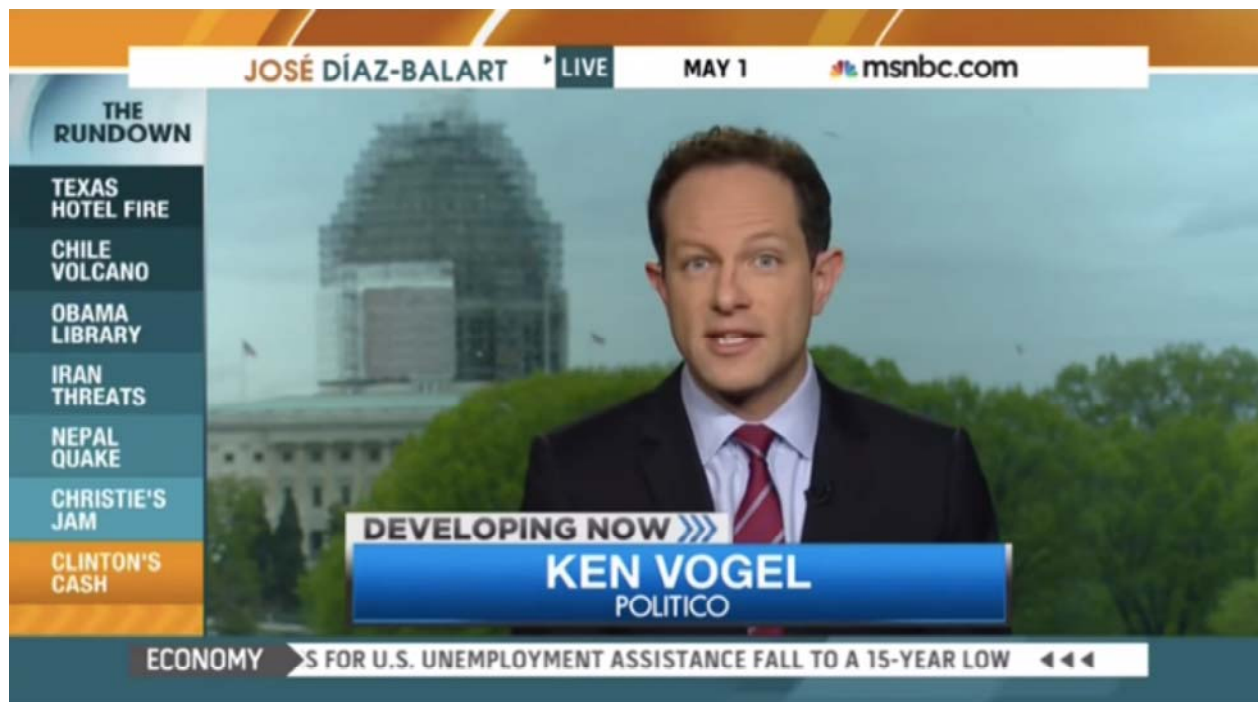 JOSÉ DÍAZ-BALART LIVE MAY 1 msnbc.com
THE
RUNDOWN
TEXAS
HOTEL FIRE
CHILE
VOLCANO
OBAMA
LIBRARY
IRAN
THREATS
NEPAL
QUAKE
CHRISTIE'S
JAM
CLINTON'S
CASH
DEVELOPING NOW
KEN VOGEL
POLITICO
ECONOMY S FOR U.S. UNEMPLOYMENT ASSISTANCE FALL TO A 15-YEAR LOW